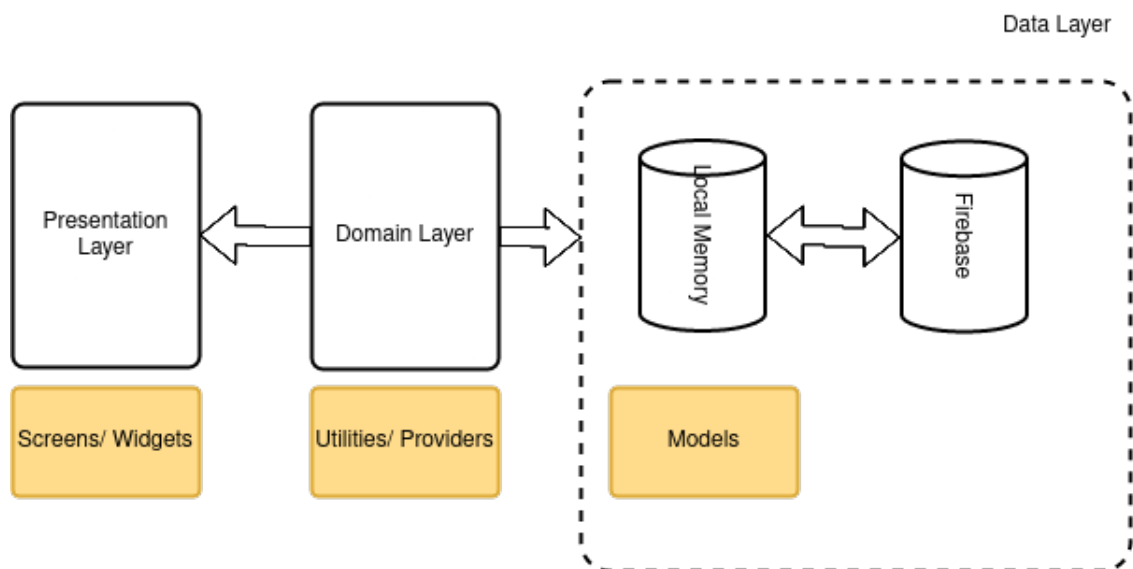 Data Layer
Presentation
Layer
Domain Layer
Local Memory
Firebase
Screens/ Widgets
Utilities/ Providers
Models